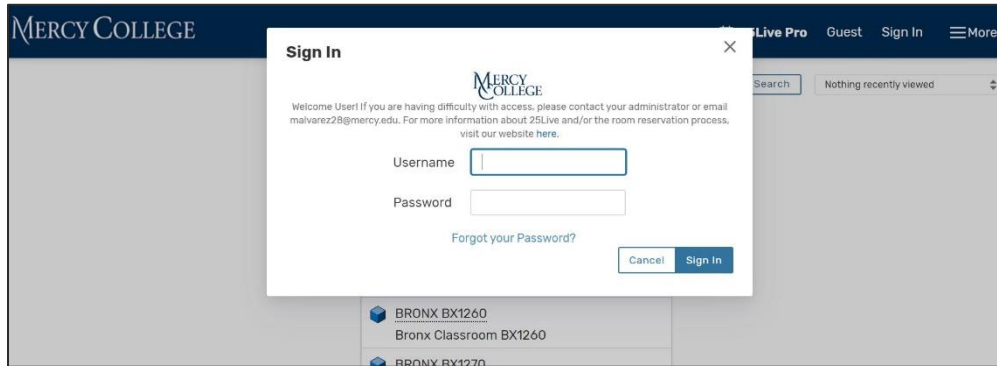 MERCY COLLEGE
Live Pro Guest Sign In More
Sign In
Search Nothing recently viewed
MERCY
COLLEGE
Welcome User! If you are having difficulty with access, please contact your administrator or email
malvarez28@mercy.edu. For more information about 25Live and/or the room reservation process,
visit our website here.
Username
Password
Forgot your Password?
Cancel Sign In
BRONX BX1260
Bronx Classroom BX1260
BRONX BX1270